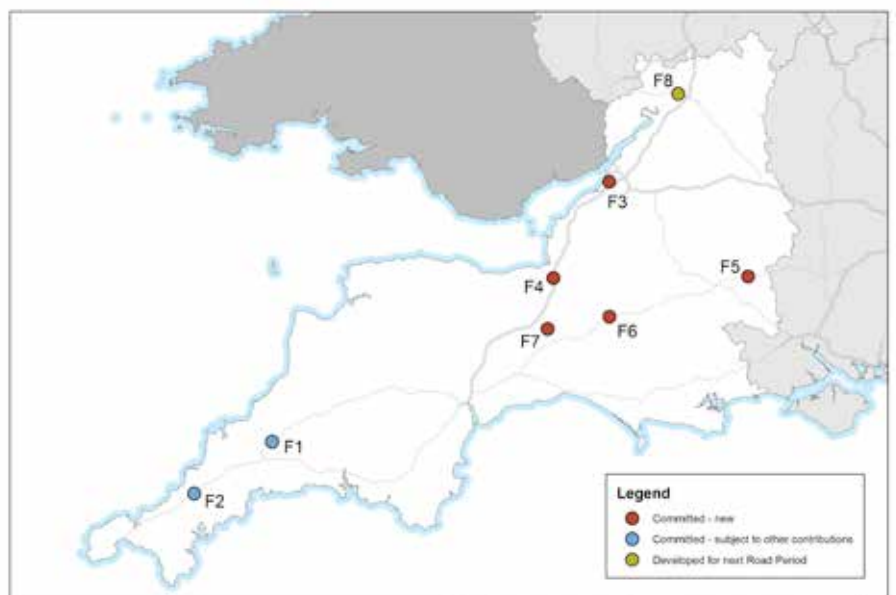 F8
F3
F4
F5
F6
F7
F1
F2
Legend
Committed - new
Committed - subject to other contributions
Developed for next Road Period